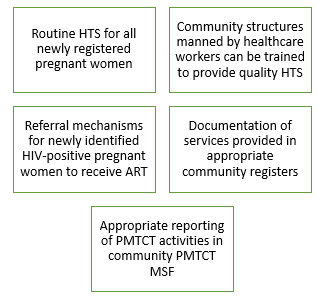 Routine HTS for all
newly registered
pregnant women
Community structures
manned by healthcare
workers can be trained
to provide quality HTS
Referral mechanisms
for newly identified
HIV-positive pregnant
women to receive ART
Documentation of
services provided in
appropriate
community registers
Appropriate reporting
of PMTCT activities in
community PMTCT
MSF